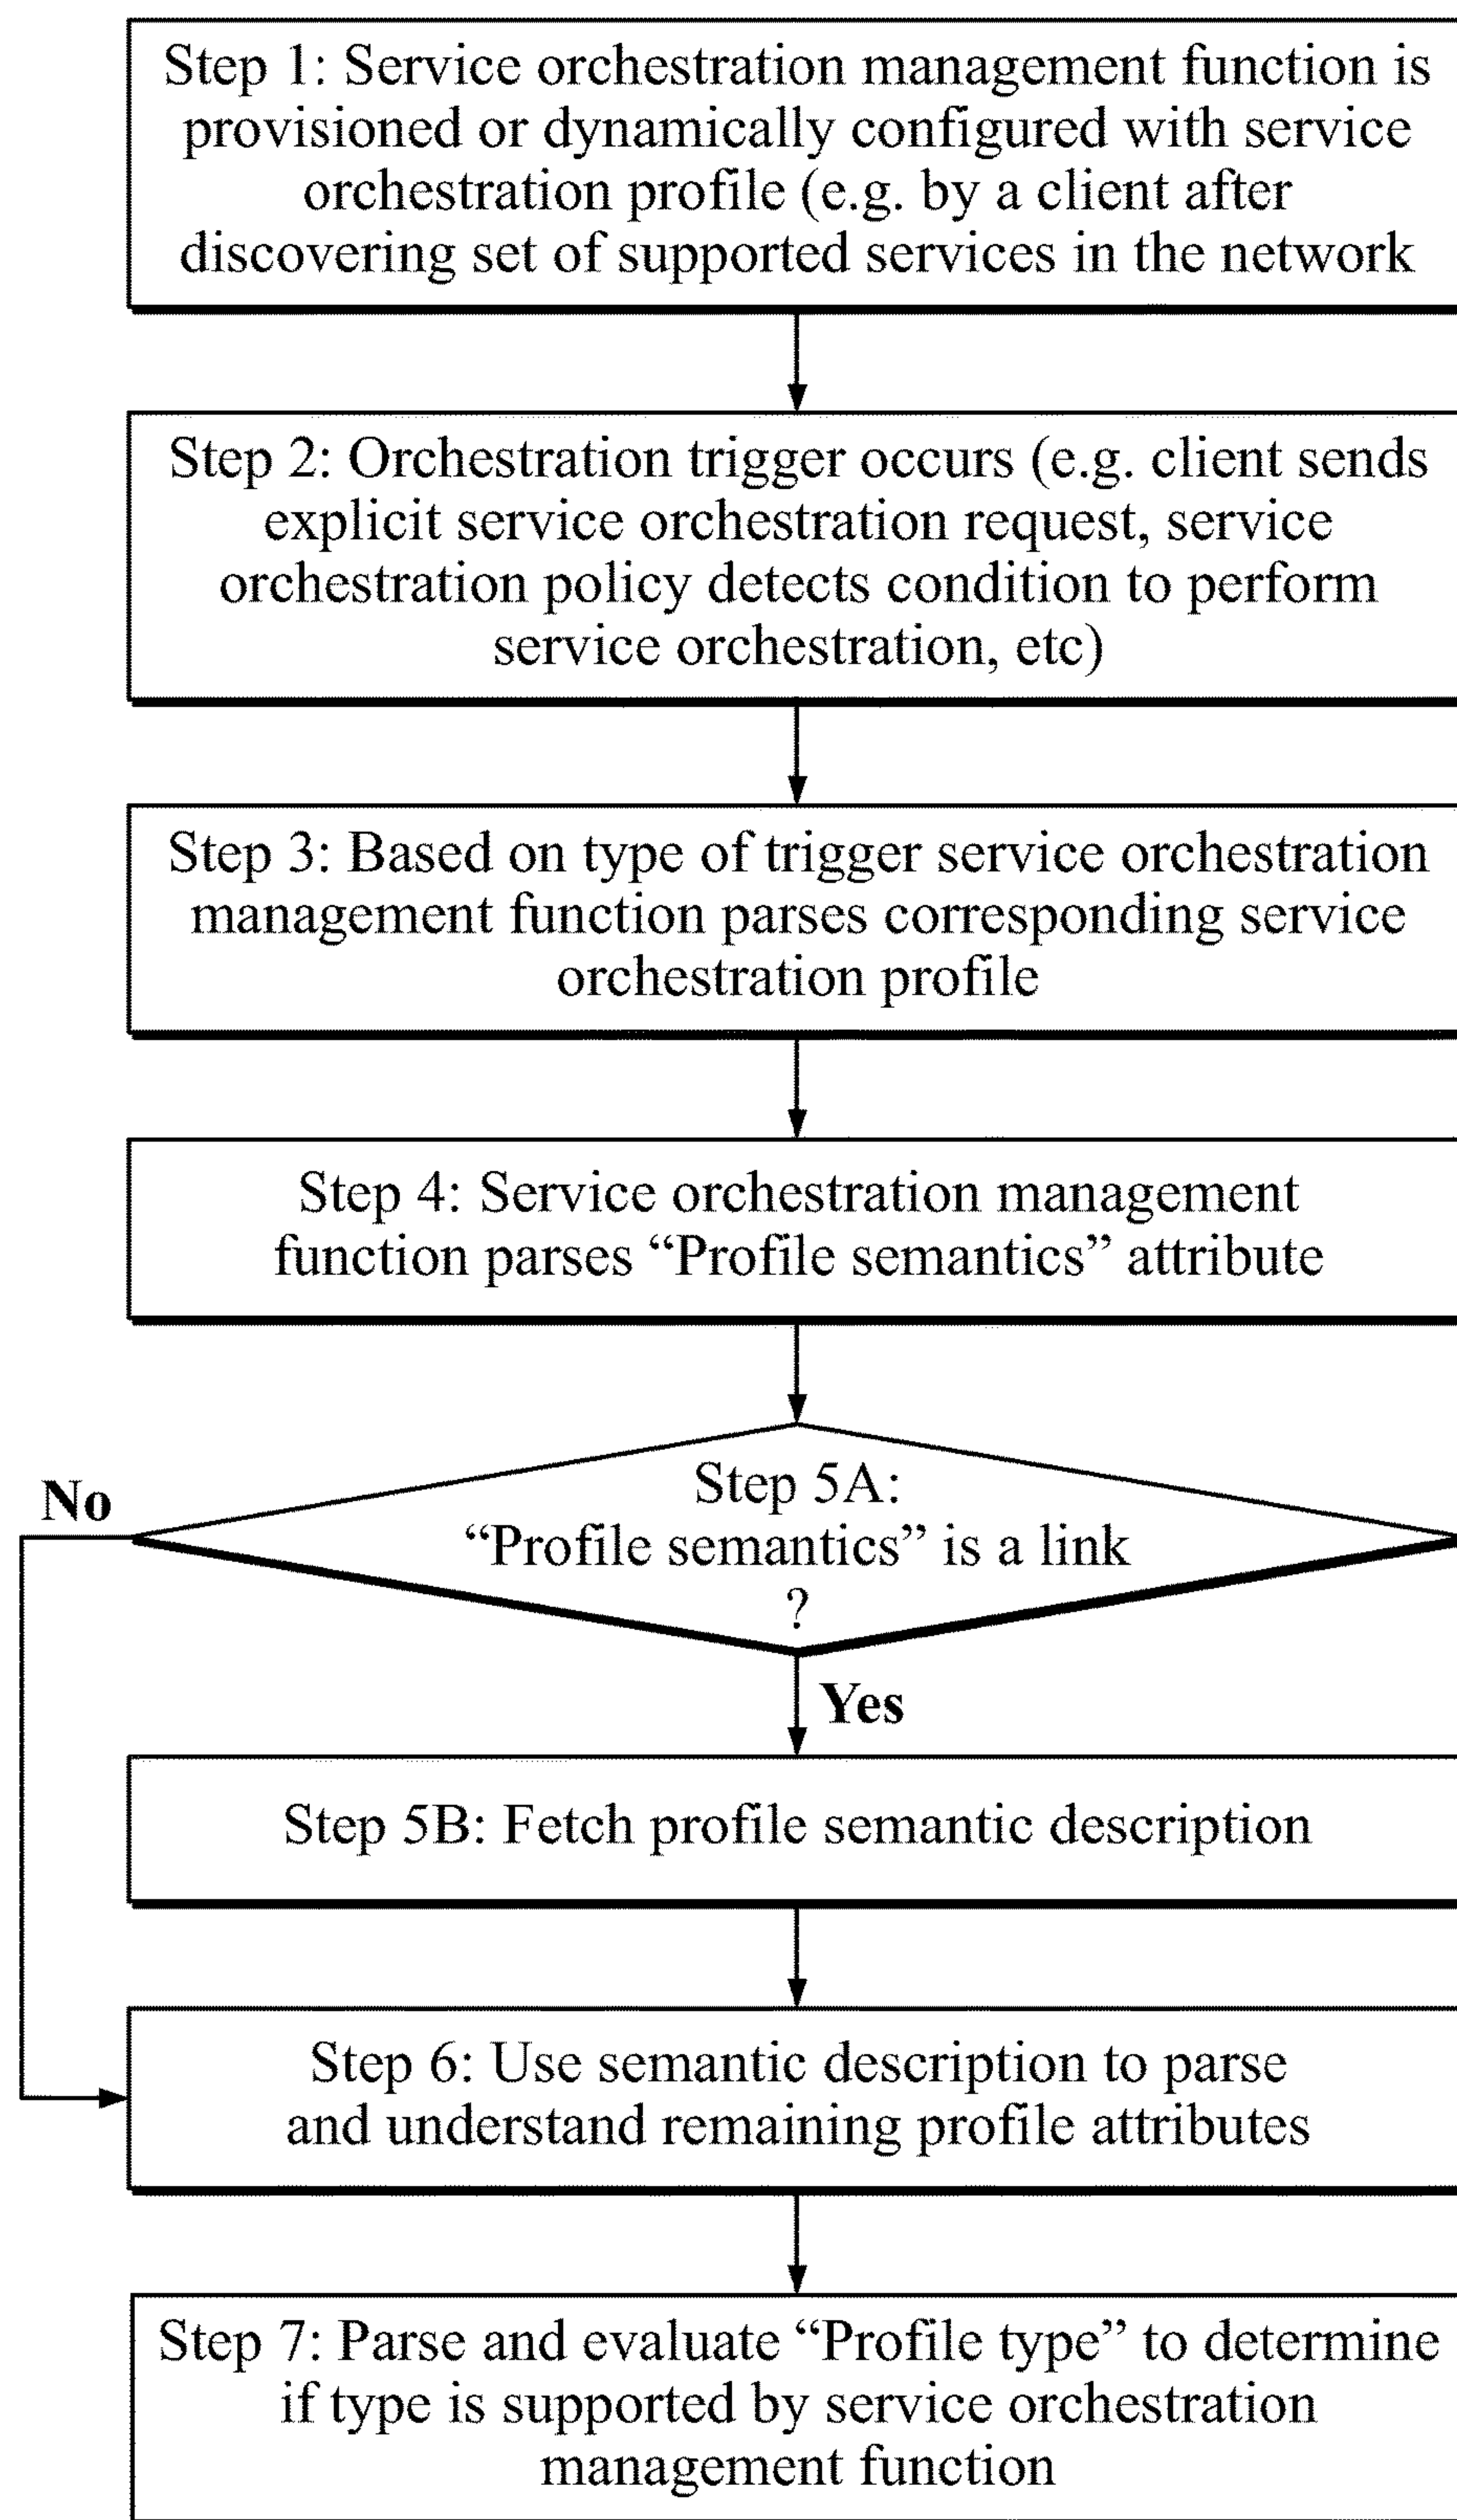 Step 1: Service orchestration management function is
provisioned or dynamically configured with service
orchestration profile (e.g. by a client after
discovering set of supported services in the network
Step 2: Orchestration trigger occurs (e.g. client sends
explicit service orchestration request, service
orchestration policy detects condition to perform
service orchestration, etc)
Step 3: Based on type of trigger service orchestration
management function parses corresponding service
orchestration profile
Step 4: Service orchestration management
function parses “Profile semantics” attribute
Step 5A:
“Profile semantics” is a link
?
No
Yes
Step 5B: Fetch profile semantic description
Step 6: Use semantic description to parse
and understand remaining profile attributes
Step 7: Parse and evaluate “Profile type” to determine
if type is supported by service orchestration
management function